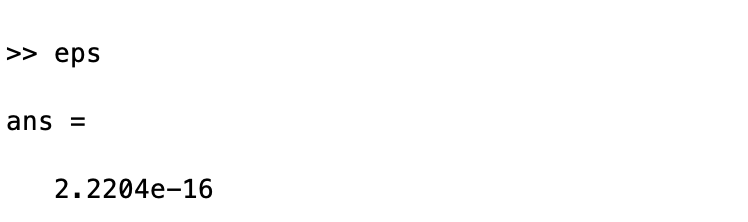 >> eps
ans =
2.2204e-16